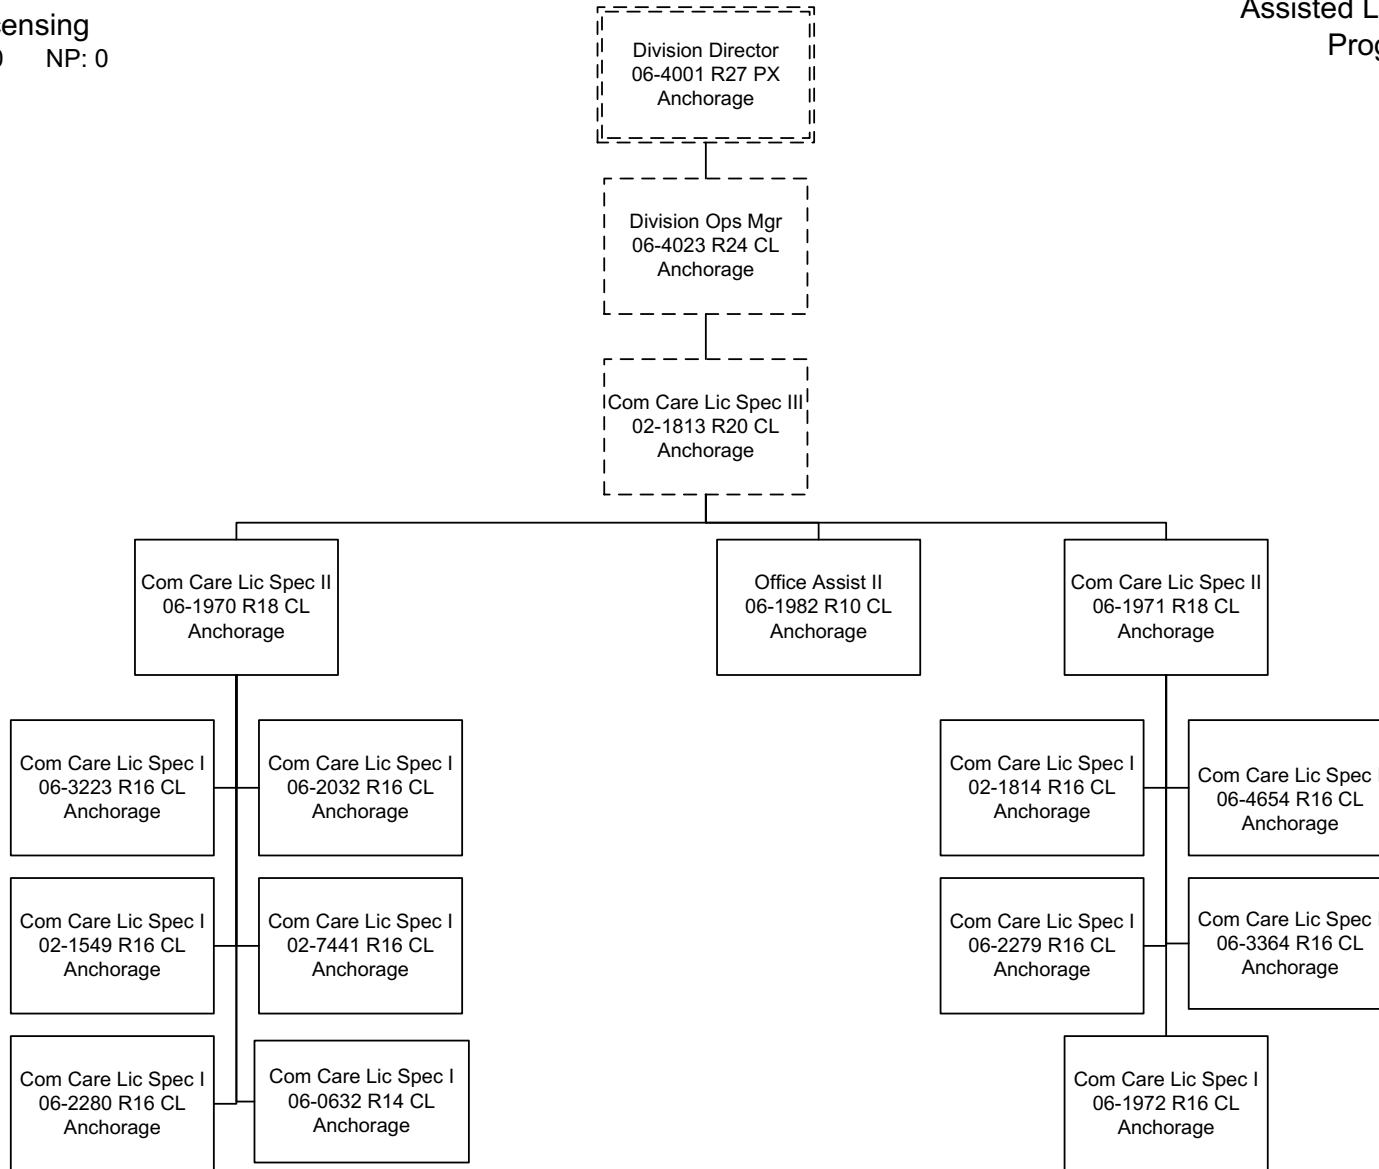 NP: 0
Assisted
Division Director
06-4001 R27 PX
Anchorage
Division Ops Mgr
06-4023 R24 CL
Anchorage
Com Care Lic Spec III
02-1813 R20 CL
Anchorage
Com Care Lic Spec II
06-1970 R18 CL
Anchorage
Office Assist II
06-1982 R10 CL
Anchorage
Com Care Lic Spec II
06-1971 R18 CL
Anchorage
Com Care Lic Spec I
06-3223 R16 CL
Anchorage
Com Care Lic Spec I
06-2032 R16 CL
Anchorage
Com Care Lic Spec I
02-1549 R16 CL
Anchorage
Com Care Lic Spec I
02-7441 R16 CL
Anchorage
Com Care Lic Spec I
06-2280 R16 CL
Anchorage
Com Care Lic Spec I
06-0632 R14 CL
Anchorage
Com Care Lic Spec I
02-1814 R16 CL
Anchorage
Com Care Lic Spec
06-4654 R16 CL
Anchorage
Com Care Lic Spec I
06-2279 R16 CL
Anchorage
Com Care Lic Spec
06-3364 R16 CL
Anchorage
Com Care Lic Spec I
06-1972 R16 CL
Anchorage